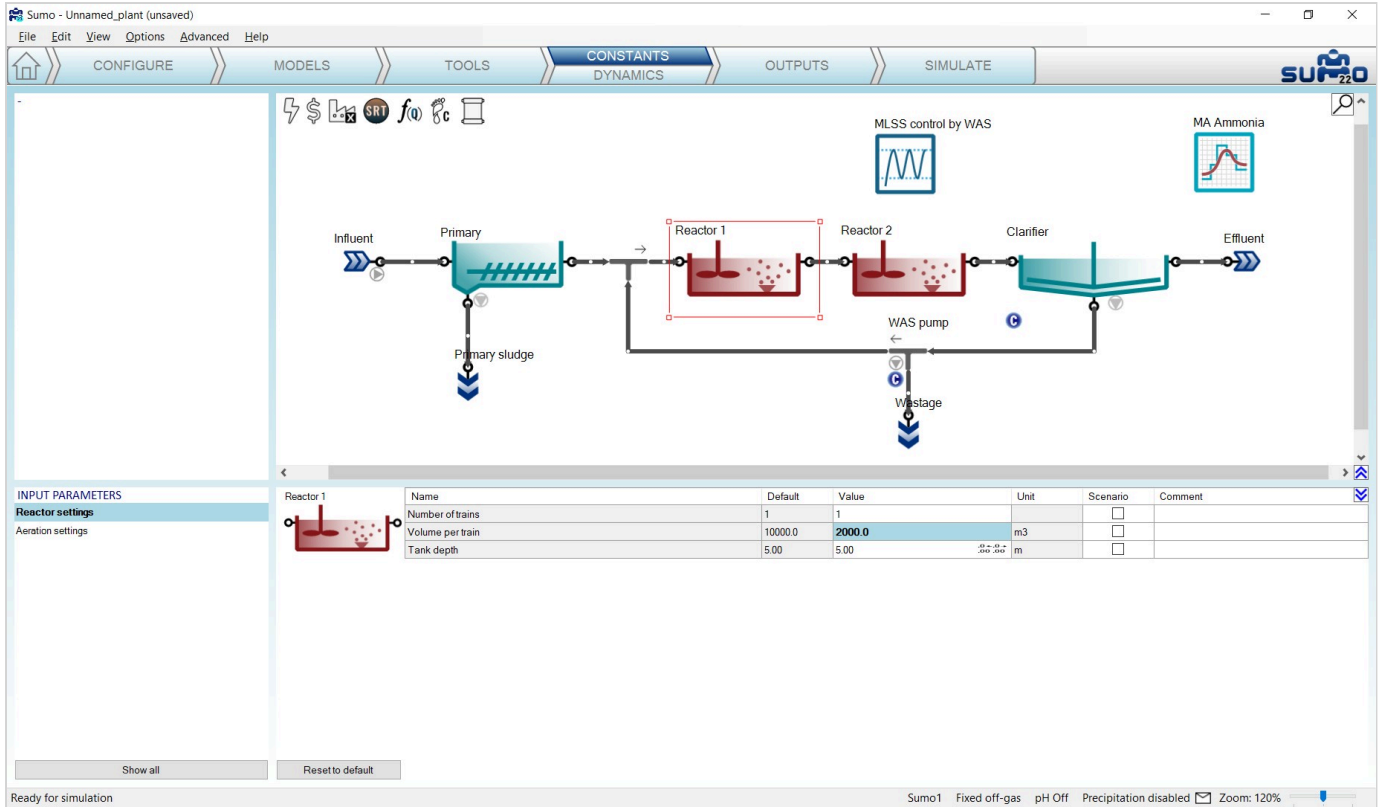 Sumo - Unnamed_plant (unsaved)
File Edit View Options Advanced Help
CONFIGURE MODELS TOOLS CONSTANTS DYNAMICS OUTPUTS SIMULATE
SUMO 22
-
$ SRT f(Q) C
MLSS control by WAS
MA Ammonia
Influent
Primary
Reactor 1
Reactor 2
Clarifier
Effluent
WAS pump
C
C
Primary sludge
Wastage
INPUT PARAMETERS
Reactor settings
Aeration settings
Show all
Reactor 1
Name Default Value Unit Scenario Comment
Number of trains 1 1
Volume per train 10000.0 2000.0 m3
Tank depth 5.00 5.00 m
Reset to default
Ready for simulation
Sumo1 Fixed off-gas pH Off Precipitation disabled Zoom: 120%